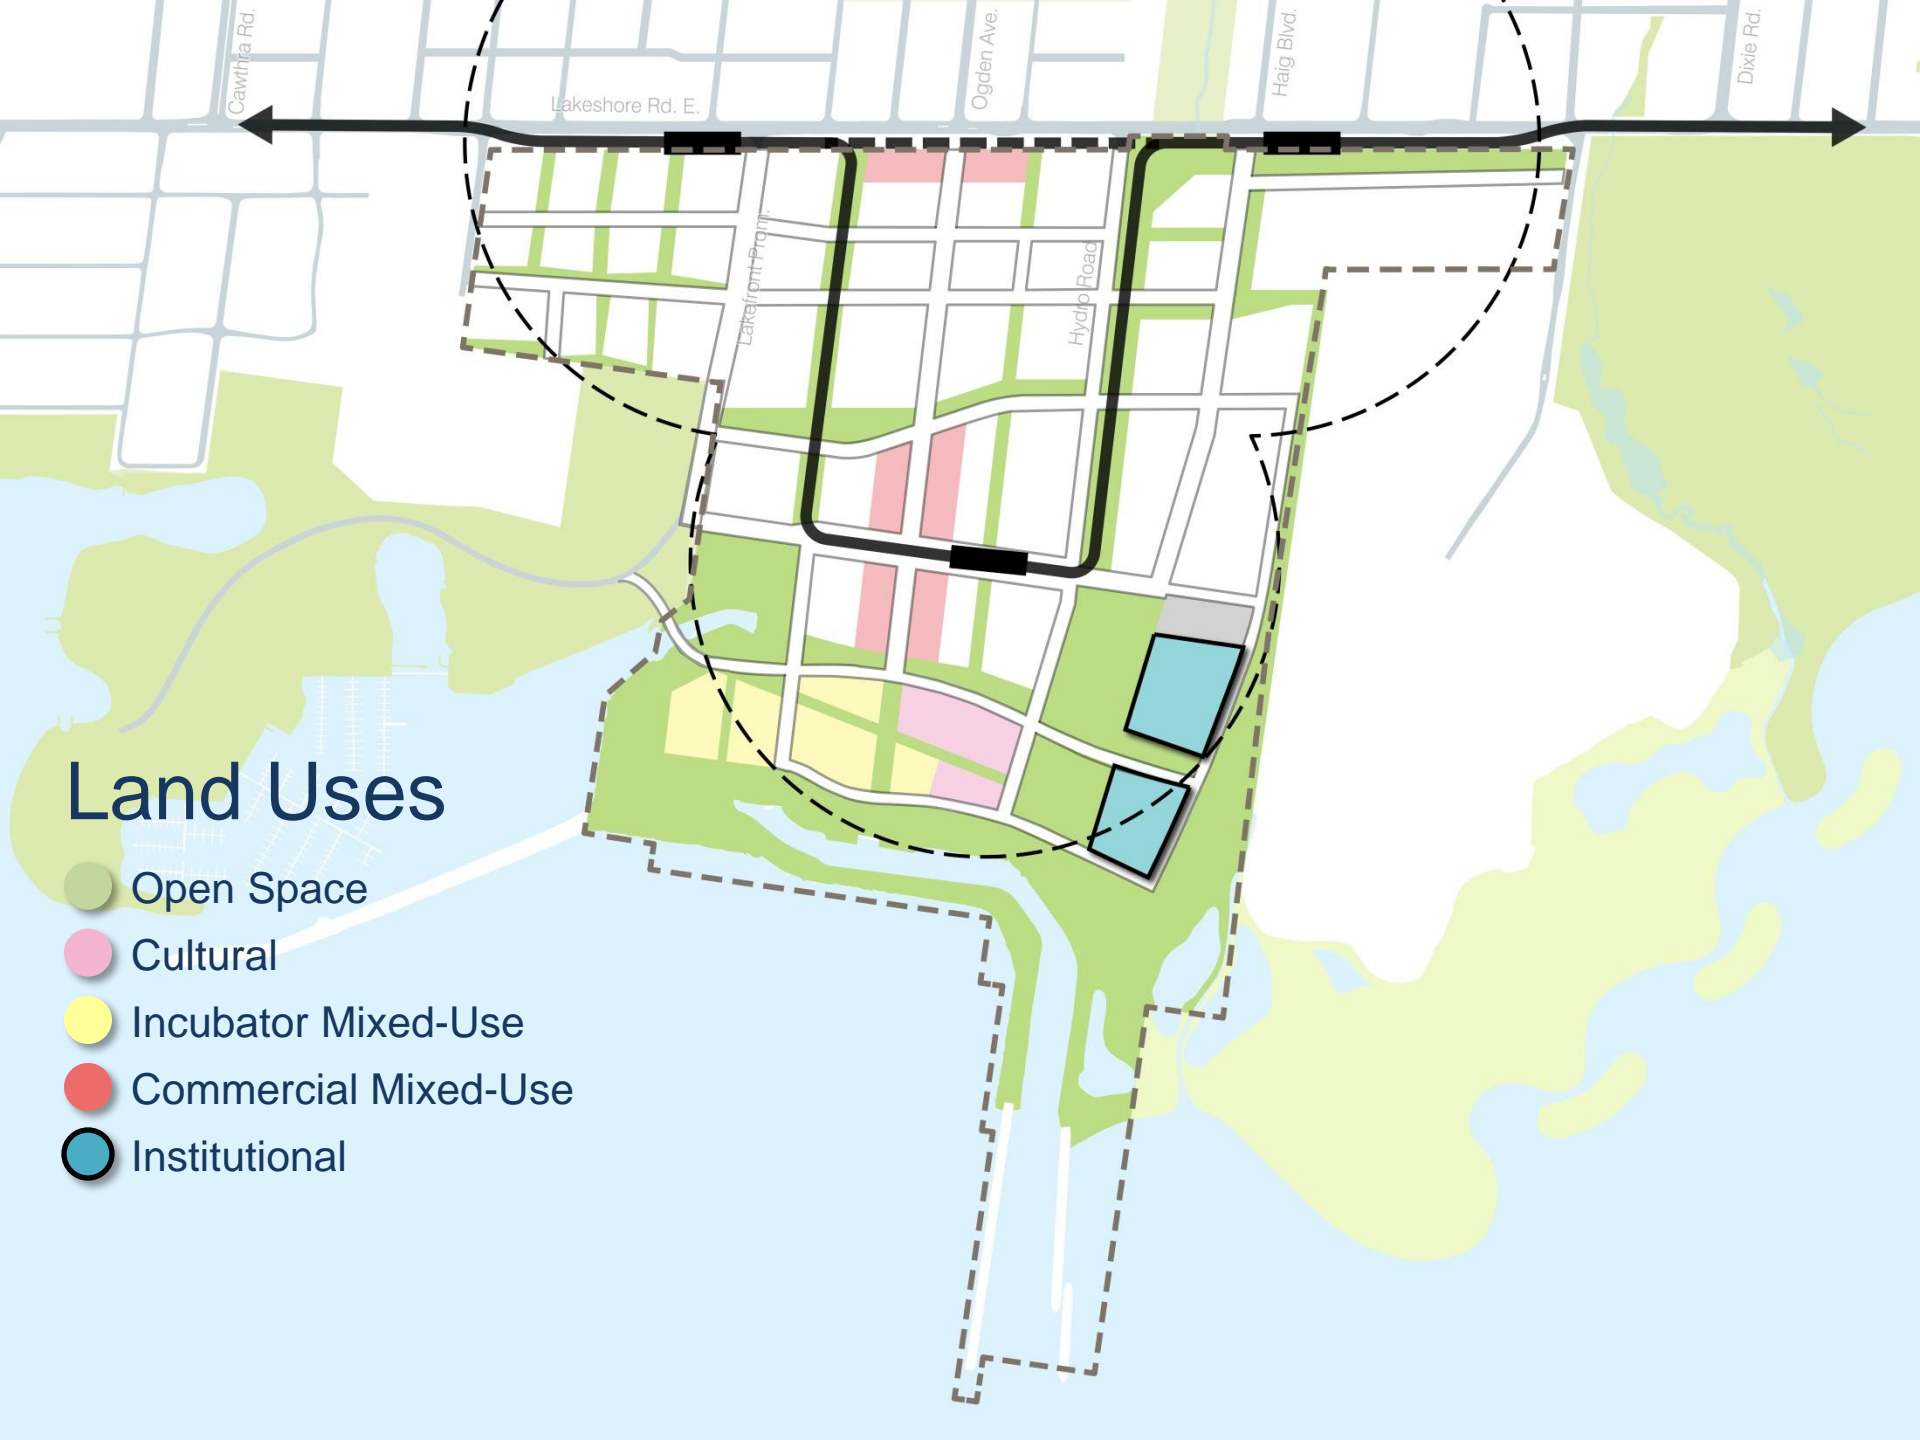 Cawthra Rd.
Ogden Ave.
Haig Blvd.
Dixie Rd.
Lakeshore Rd. E.
Lakefront Prom.
Hydro Road
Land Uses
Open Space
Cultural
Incubator Mixed-Use
Commercial Mixed-Use
Institutional